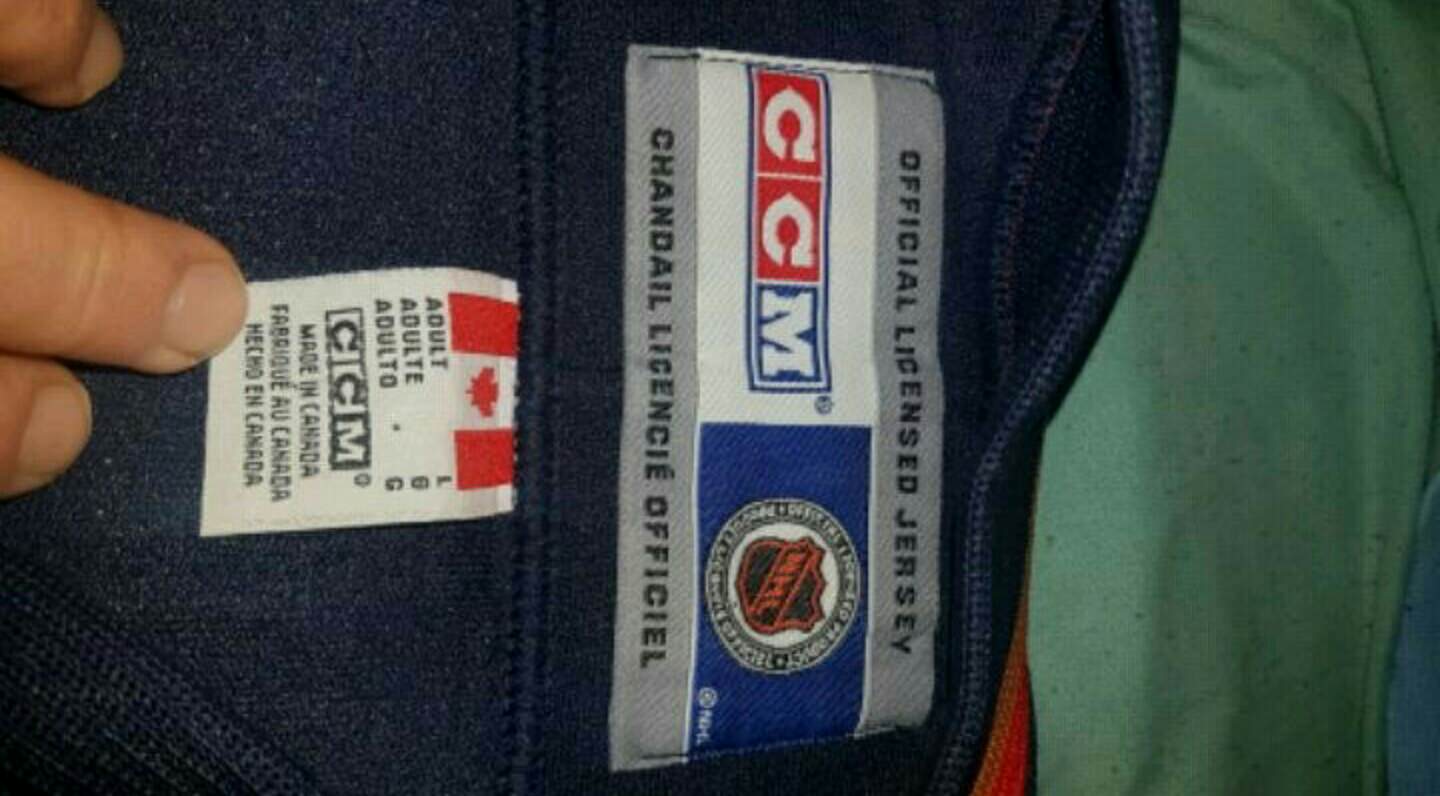 OFFICIAL LICENSED JERSEY
CCM®
NHL
© NHL
CHANDAIL LICENCIÉ OFFICIEL
ADULT L
ADULTE G
ADULTO . G
CCM®
MADE IN CANADA
FABRIQUÉ AU CANADA
HECHO EN CANADA